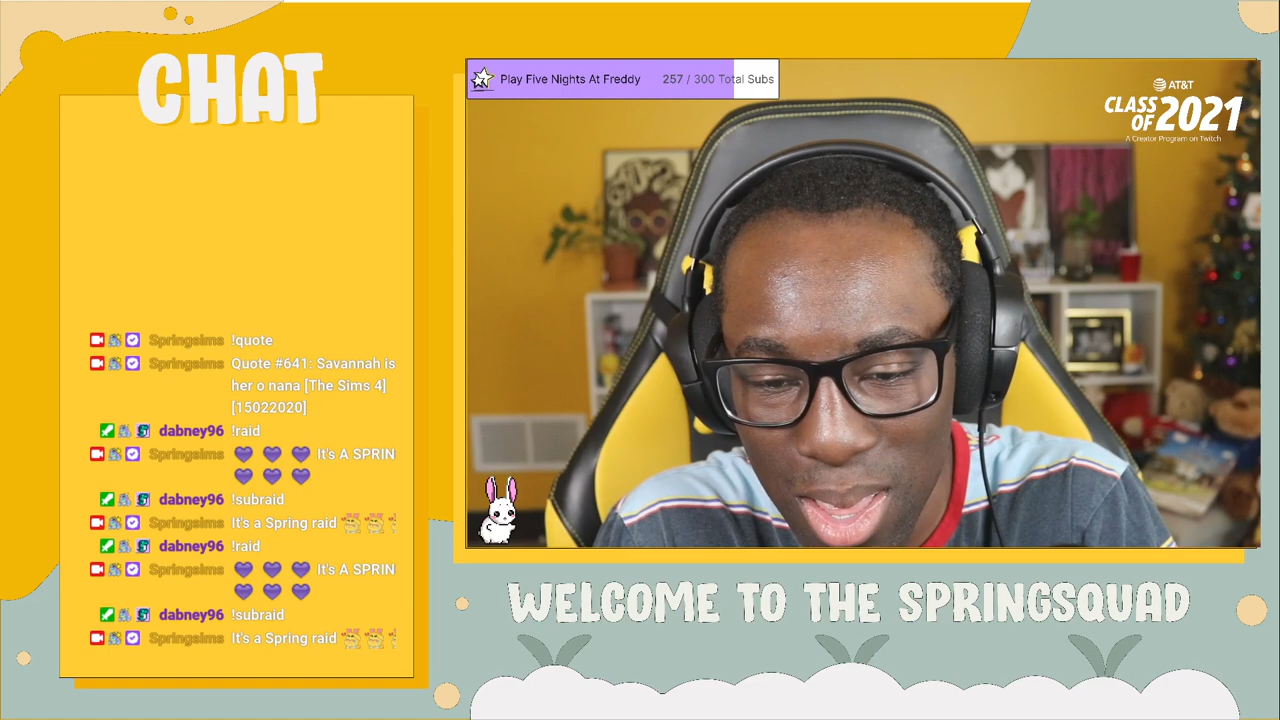 CHAT
Play Five Nights At Freddy 257 / 300 Total Subs
AT&T
CLASS
OF 2021
A Creator Program on Twitch
Springsims !quote
Springsims Quote #641: Savannah is
her o nana [The Sims 4]
[15022020]
dabney96 !raid
Springsims 💜 💜 💜 It's A SPRIN
💜 💜 💜
dabney96 !subraid
Springsims It's a Spring raid
dabney96 !raid
Springsims 💜 💜 💜 It's A SPRIN
💜 💜 💜
dabney96 !subraid
Springsims It's a Spring raid
WELCOME TO THE SPRINGSQUAD